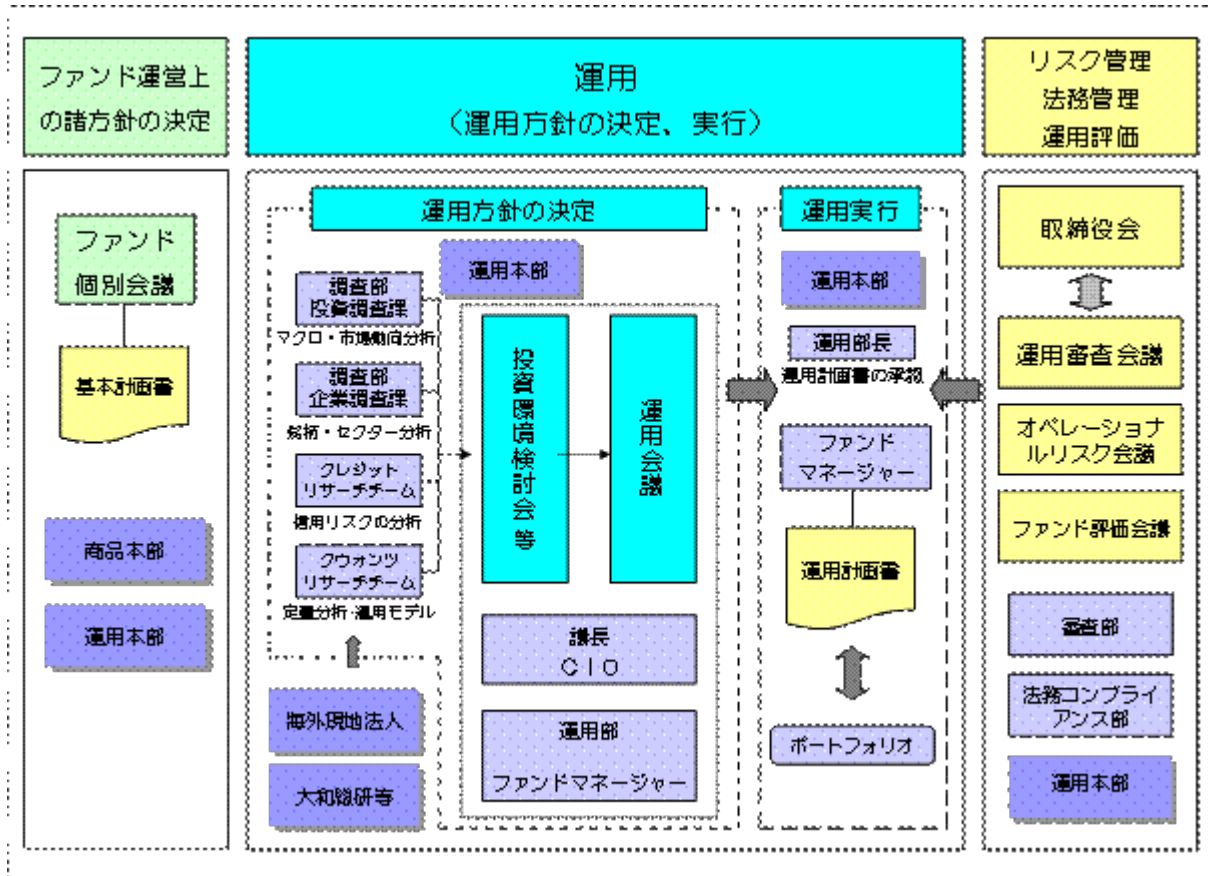 ファンド運営上
の諸方針の決定
運用
（運用方針の決定、実行）
リスク管理
法務管理
運用評価
ファンド
個別会議
基本計画書
商品本部
運用本部
運用方針の決定
運用本部
調査部
投資調査課
マクロ・市場動向分析
調査部
企業調査課
銘柄・セクター分析
クレジット
リサーチチーム
信用リスクの分析
クウォンツ
リサーチチーム
定量分析・運用モデル
海外現地法人
大和総研等
投資環境検討会等
運用会議
議長
ＣＩＯ
運用部
ファンドマネージャー
運用実行
運用本部
運用部長
運用計画書の承認
ファンド
マネージャー
運用計画書
ポートフォリオ
取締役会
運用審査会議
オペレーショナ
ルリスク会議
ファンド評価会議
審査部
法務コンプライ
アンス部
運用本部